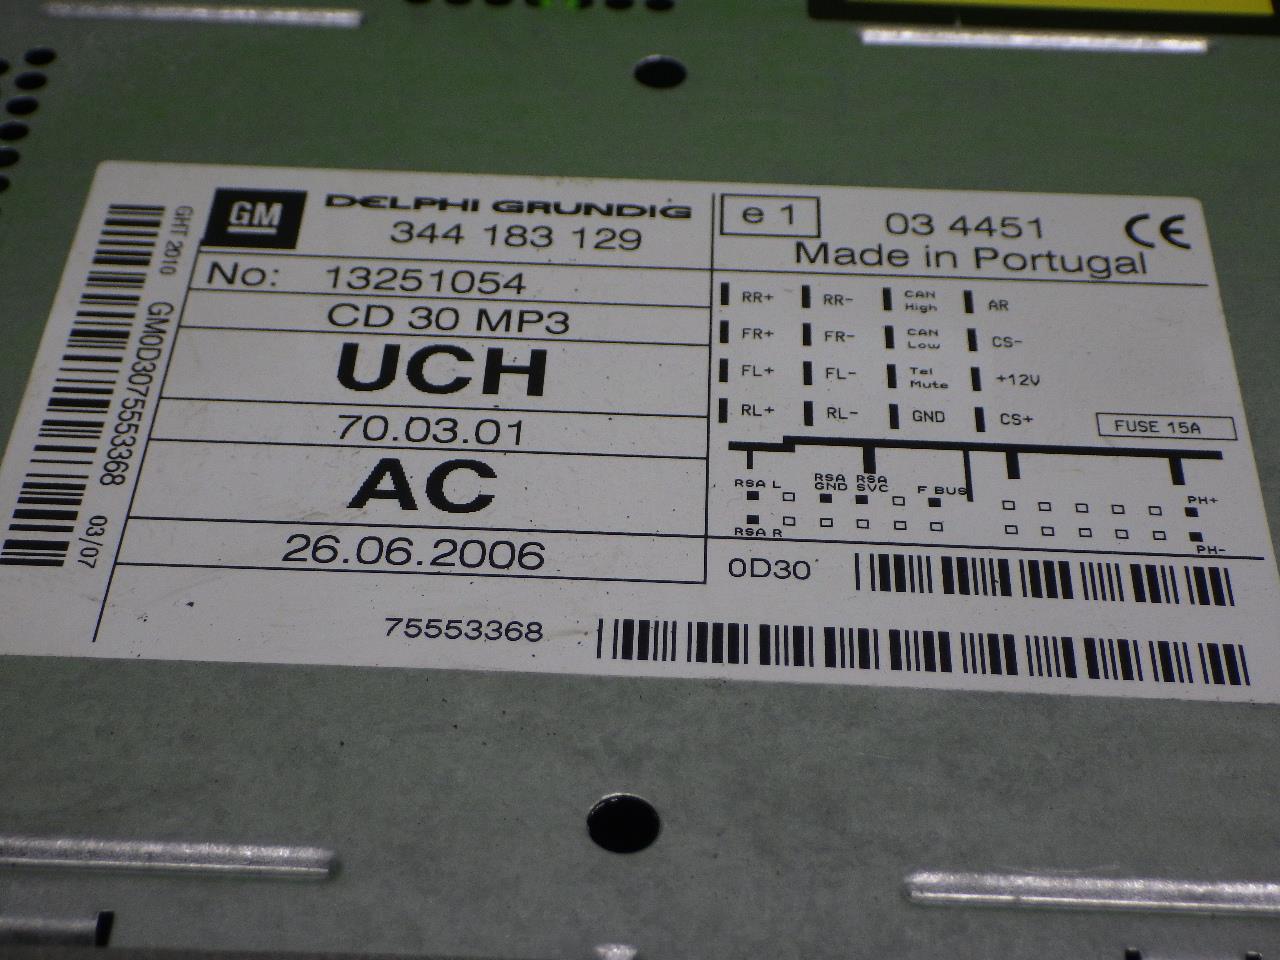 GM
DELPHI GRUNDIG
344 183 129
No: 13251054
CD 30 MP3
UCH
70.03.01
AC
26.06.2006
75553368
GHT 2010
GM0D3075553368
03/07
e 1
03 4451
CE
Made in Portugal
RR+ RR- CAN High AR
FR+ FR- CAN Low CS-
FL+ FL- Tel Mute +12V
RL+ RL- GND CS+
FUSE 15A
RSA L RSA GND RSA SVC F BUS PH+
RSA R PH-
0D30